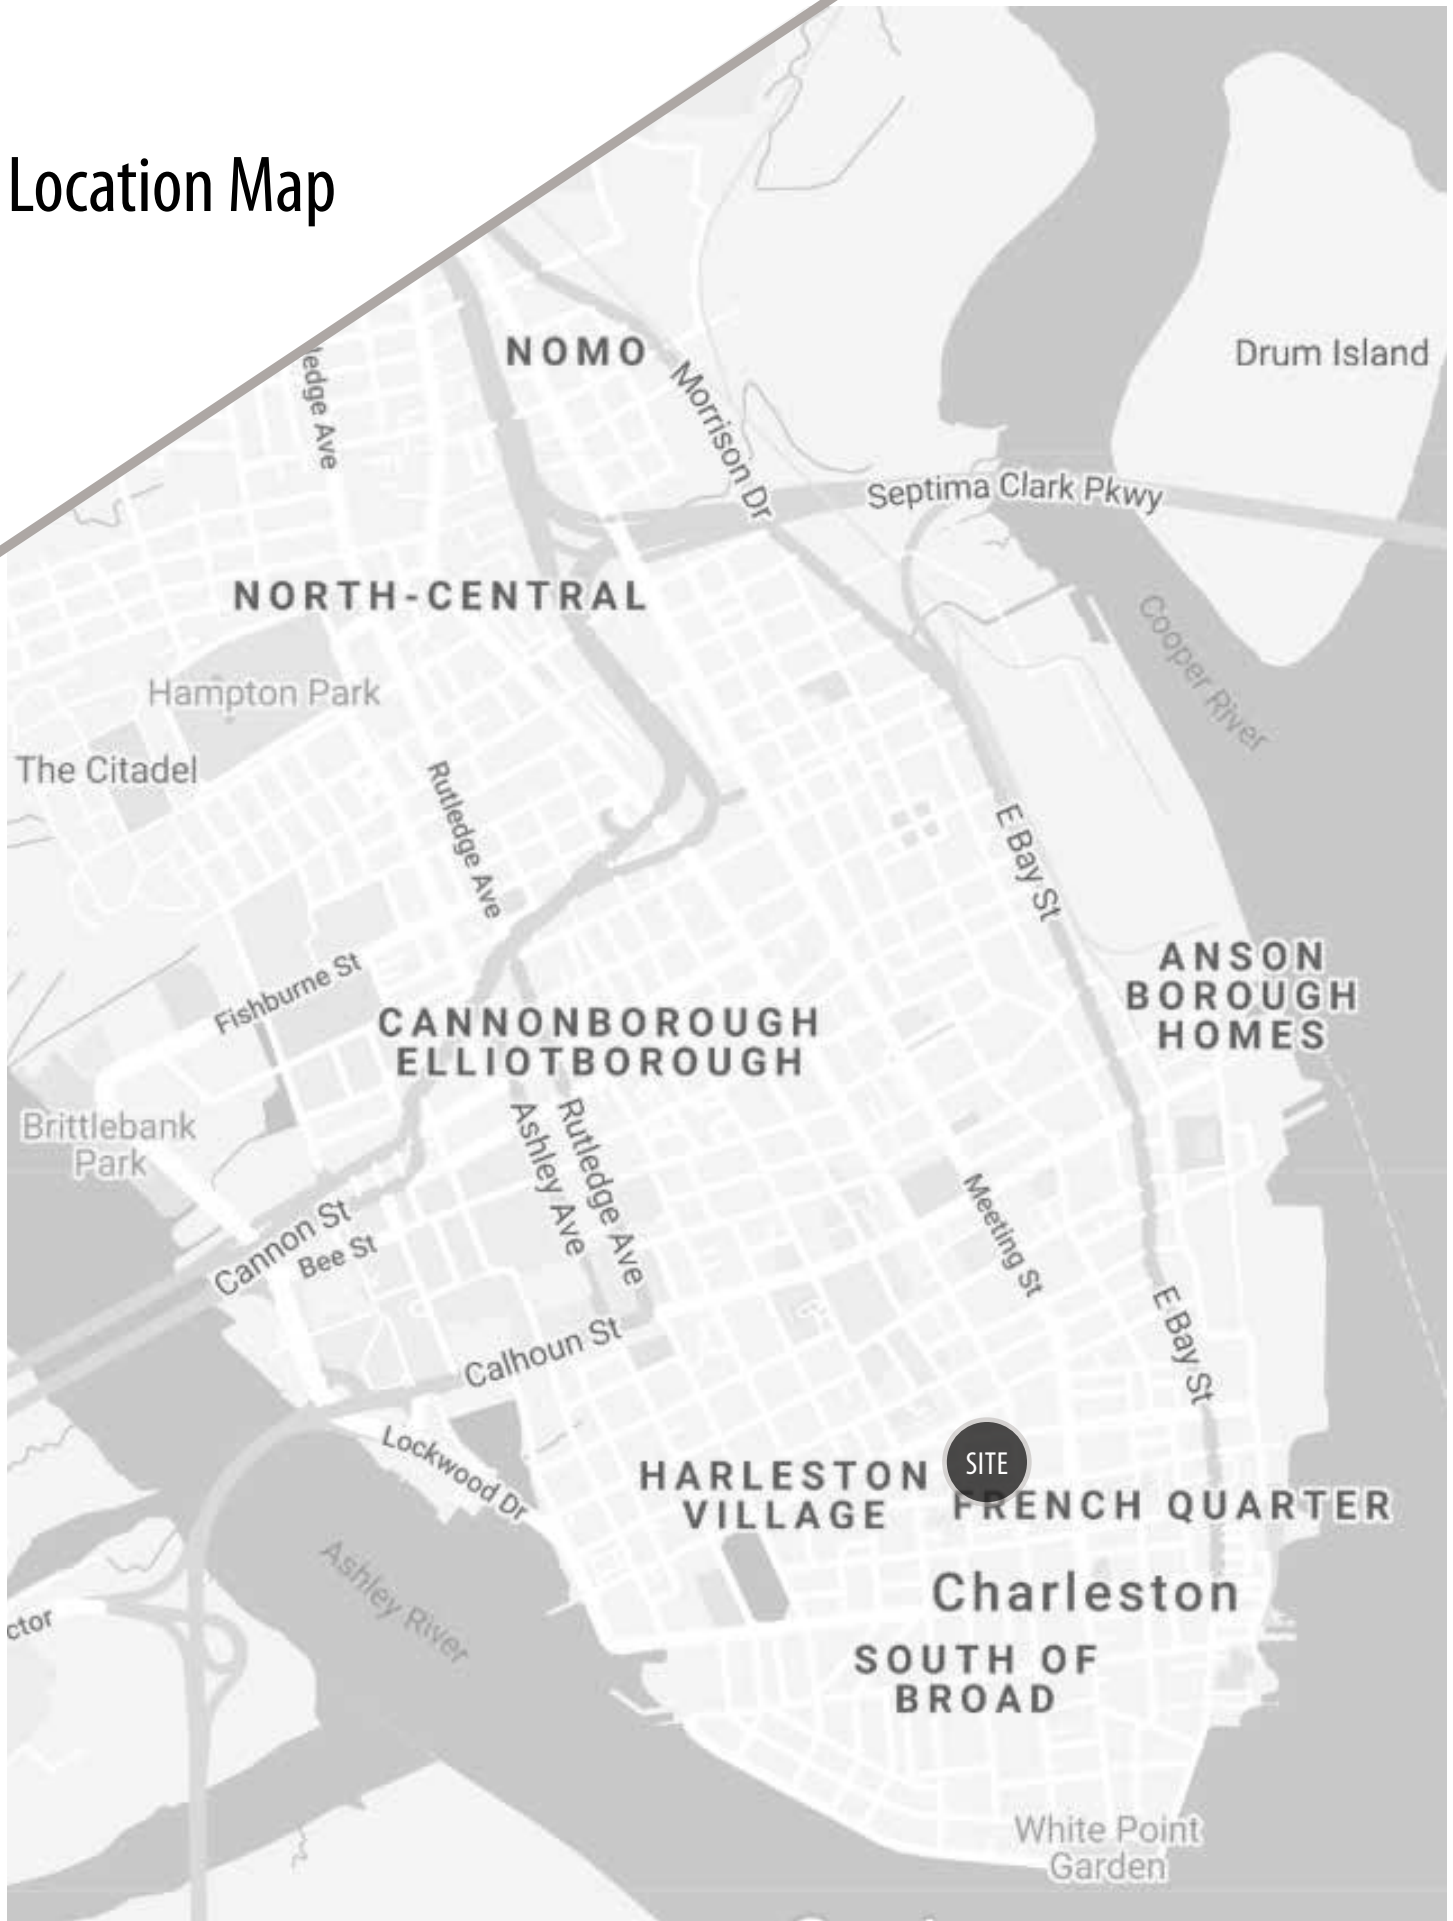 Location Map
NOMO
Drum Island
ledge Ave
Morrison Dr
Septima Clark Pkwy
NORTH-CENTRAL
Cooper River
Hampton Park
The Citadel
Rutledge Ave
E Bay St
ANSON
BOROUGH
HOMES
Fishburne St
CANNONBOROUGH
ELLIOTBOROUGH
Brittlebank
Park
Ashley Ave
Rutledge Ave
Meeting St
Cannon St
Bee St
E Bay St
Calhoun St
Lockwood Dr
SITE
HARLESTON
VILLAGE
FRENCH QUARTER
Ashley River
Charleston
ctor
SOUTH OF
BROAD
White Point
Garden